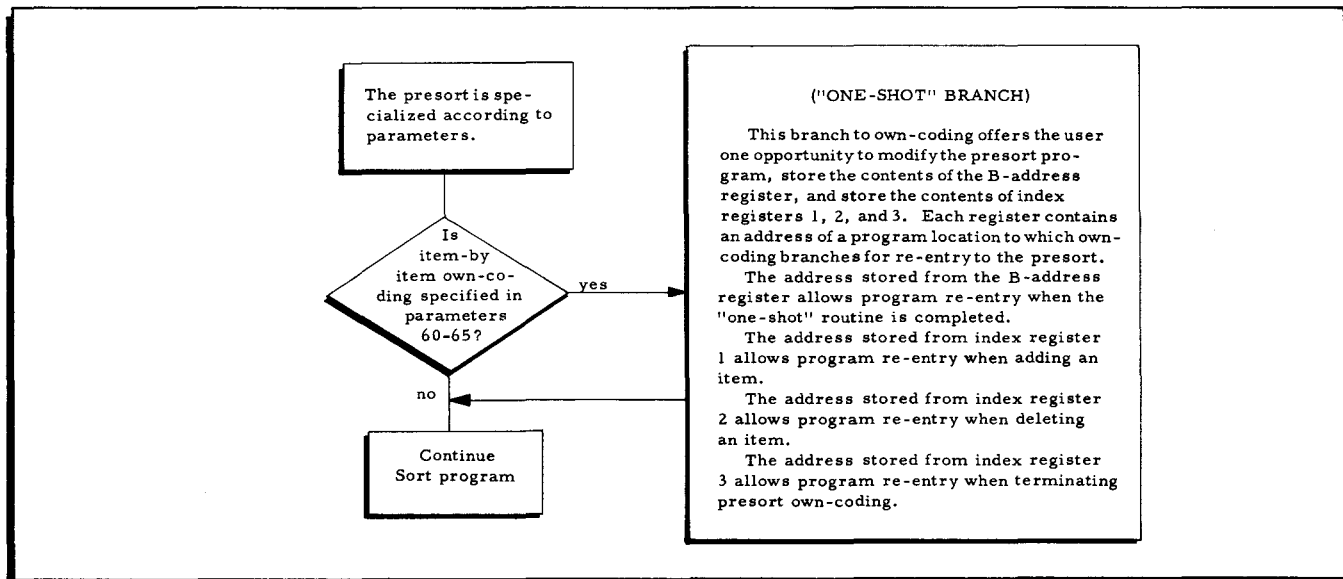 The presort is spe-
cialized according to
parameters.
Is
item-by
item own-co-
ding specified in
parameters
60-65?
yes
no
Continue
Sort program
("ONE-SHOT" BRANCH)
This branch to own-coding offers the user
one opportunity to modify the presort pro-
gram, store the contents of the B-address
register, and store the contents of index
registers 1, 2, and 3. Each register contains
an address of a program location to which own-
coding branches for re-entry to the presort.
The address stored from the B-address
register allows program re-entry when the
"one-shot" routine is completed.
The address stored from index register
1 allows program re-entry when adding an
item.
The address stored from index register
2 allows program re-entry when deleting
an item.
The address stored from index register
3 allows program re-entry when terminating
presort own-coding.